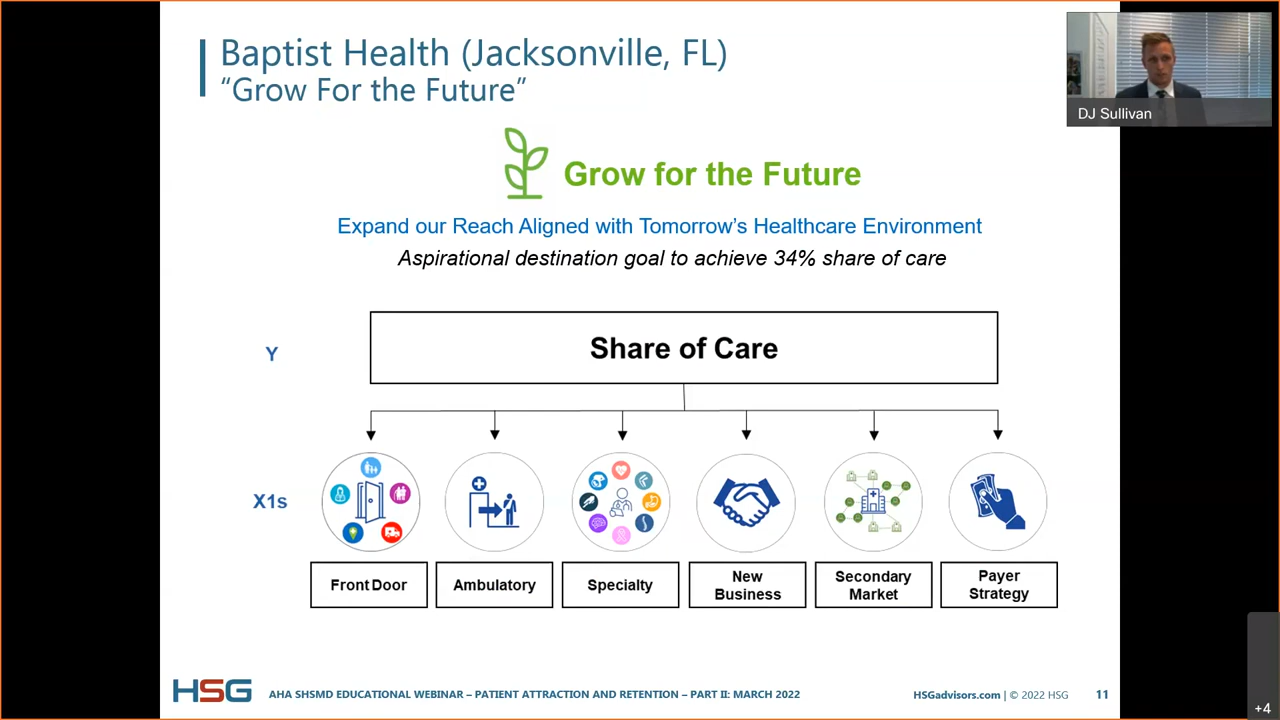 Baptist Health (Jacksonville, FL)
“Grow For the Future”
DJ Sullivan
Grow for the Future
Expand our Reach Aligned with Tomorrow’s Healthcare Environment
Aspirational destination goal to achieve 34% share of care
Y
Share of Care
X1s
Front Door
Ambulatory
Specialty
New
Business
Secondary
Market
Payer
Strategy
HSG
AHA SHSMD EDUCATIONAL WEBINAR – PATIENT ATTRACTION AND RETENTION – PART II: MARCH 2022
HSGadvisors.com | © 2022 HSG
11
+4